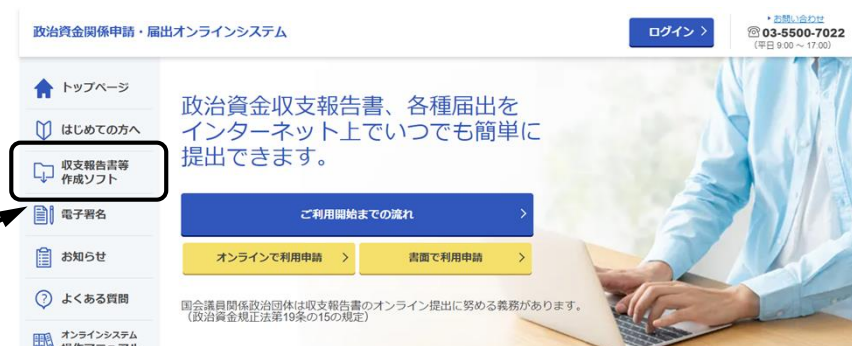 政治資金関係申請・届出オンラインシステム
ログイン
お問い合わせ
03-5500-7022
（平日 9:00 ～ 17:00）
トップページ
はじめての方へ
収支報告書等
作成ソフト
電子署名
お知らせ
よくある質問
オンラインシステム
操作マニュアル
政治資金収支報告書、各種届出を
インターネット上でいつでも簡単に
提出できます。
ご利用開始までの流れ
オンラインで利用申請
書面で利用申請
国会議員関係政治団体は収支報告書のオンライン提出に努める義務があります。
（政治資金規正法第19条の15の規定）